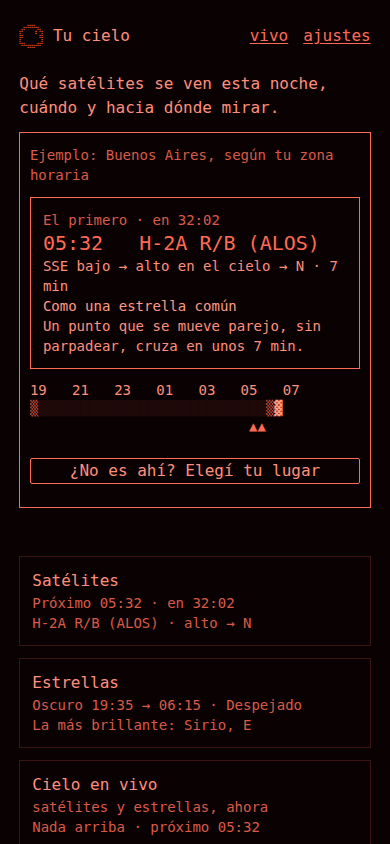 Tu cielo
vivo ajustes
Qué satélites se ven esta noche,
cuándo y hacia dónde mirar.
Ejemplo: Buenos Aires, según tu zona
horaria
El primero · en 32:02
05:32 H-2A R/B (ALOS)
SSE bajo → alto en el cielo → N · 7
min
Como una estrella común
Un punto que se mueve parejo, sin
parpadear, cruza en unos 7 min.
19 21 23 01 03 05 07
▲▲
¿No es ahí? Elegí tu lugar
Satélites
Próximo 05:32 · en 32:02
H-2A R/B (ALOS) · alto → N
Estrellas
Oscuro 19:35 → 06:15 · Despejado
La más brillante: Sirio, E
Cielo en vivo
satélites y estrellas, ahora
Nada arriba · próximo 05:32